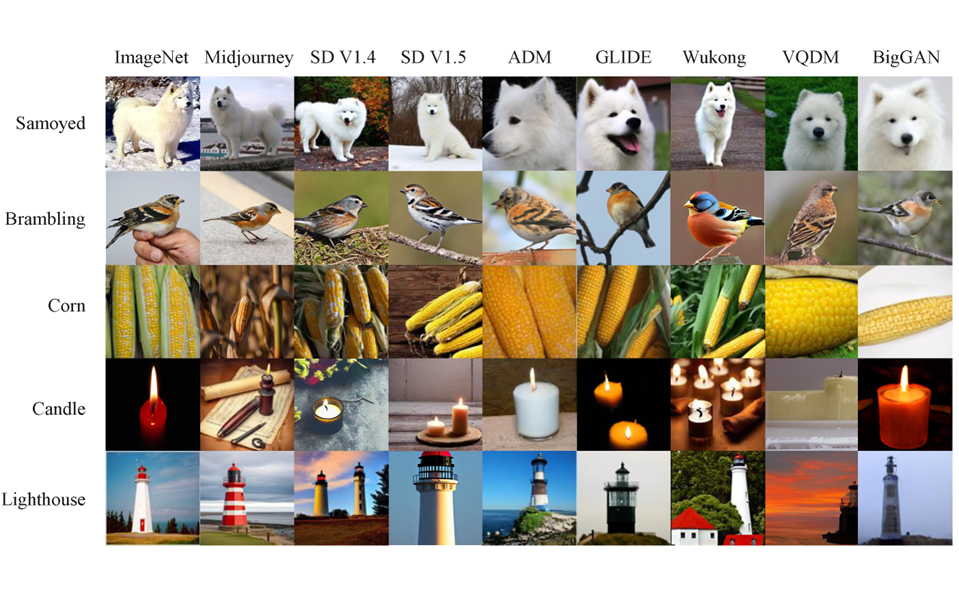 ImageNet Midjourney SD V1.4 SD V1.5 ADM GLIDE Wukong VQDM BigGAN
Samoyed
Brambling
Corn
Candle
Lighthouse